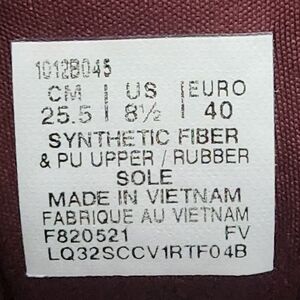 1012B045
CM | US | EURO
25.5 | 8½ | 40
SYNTHETIC FIBER
& PU UPPER / RUBBER
SOLE
MADE IN VIETNAM
FABRIQUE AU VIETNAM
F820521 FV
LQ32SCCV1RTF04B